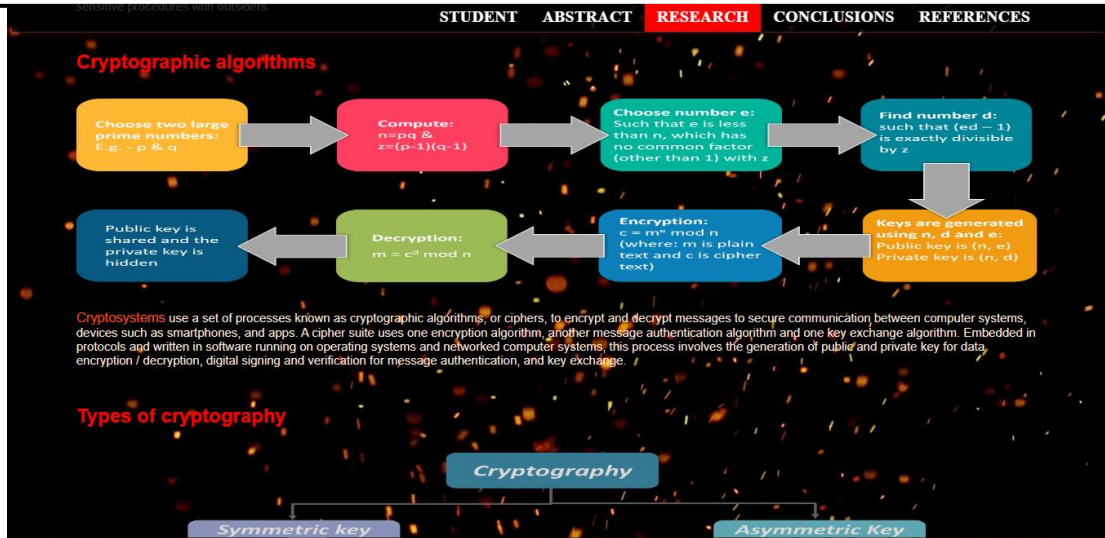 sensitive procedures with outsiders.
STUDENT ABSTRACT RESEARCH CONCLUSIONS REFERENCES
Cryptographic algorithms
Choose two large
prime numbers:
E.g. - p & q
Compute:
n=pq &
z=(p-1)(q-1)
Choose number e:
Such that e is less
than n, which has
no common factor
(other than 1) with z
Find number d:
such that (ed – 1)
is exactly divisible
by z
Keys are generated
using n, d and e:
Public key is (n, e)
Private key is (n, d)
Encryption:
c = mᵉ mod n
(where: m is plain
text and c is cipher
text)
Decryption:
m = cᵈ mod n
Public key is
shared and the
private key is
hidden
Cryptosystems use a set of processes known as cryptographic algorithms, or ciphers, to encrypt and decrypt messages to secure communication between computer systems,
devices such as smartphones, and apps. A cipher suite uses one encryption algorithm, another message authentication algorithm and one key exchange algorithm. Embedded in
protocols and written in software running on operating systems and networked computer systems, this process involves the generation of public and private key for data
encryption / decryption, digital signing and verification for message authentication, and key exchange.
Types of cryptography
Cryptography
Symmetric key
Asymmetric Key